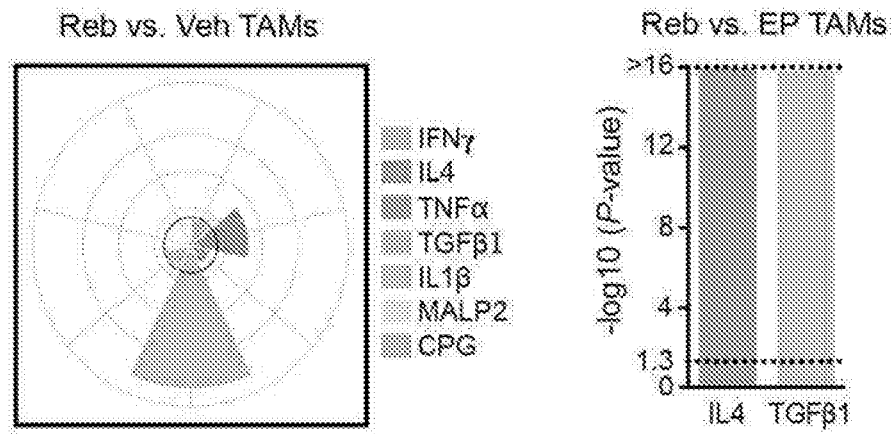 Reb vs. Veh TAMs
IFNγ
IL4
TNFα
TGFβ1
IL1β
MALP2
CPG
Reb vs. EP TAMs
-log10 (P-value)
>16
12
8
4
1.3
0
IL4
TGFβ1